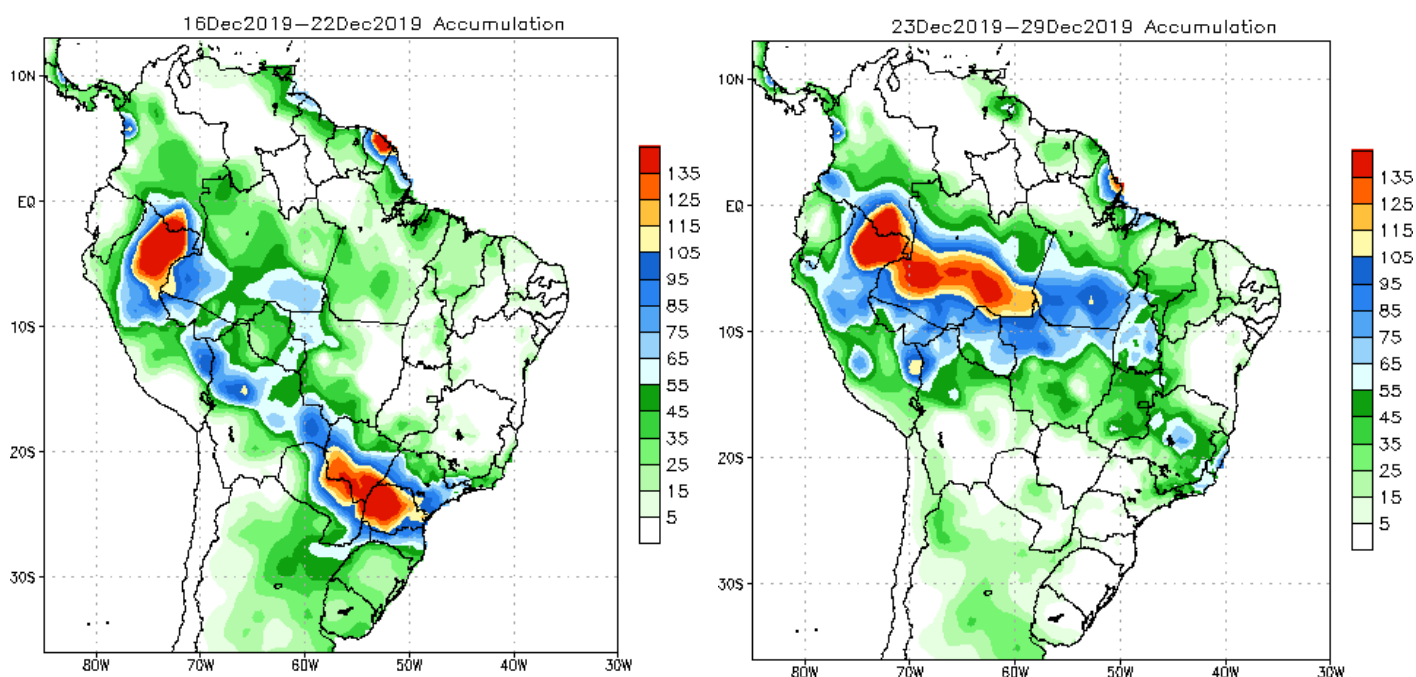 16Dec2019–22Dec2019 Accumulation
10N
EQ
10S
20S
30S
80W 70W 60W 50W 40W 30W
135
125
115
105
95
85
75
65
55
45
35
25
15
5
23Dec2019–29Dec2019 Accumulation
10N
EQ
10S
20S
30S
80W 70W 60W 50W 40W 30W
135
125
115
105
95
85
75
65
55
45
35
25
15
5